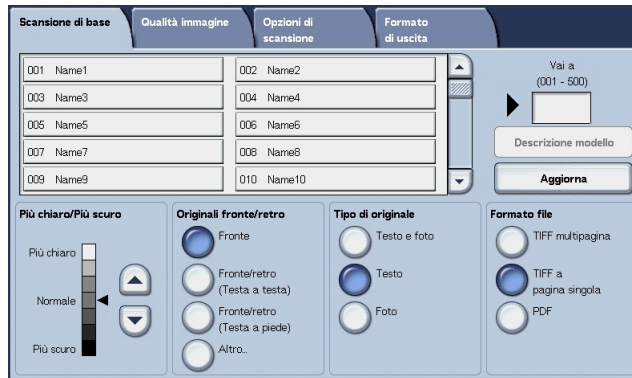 Scansione di base
Qualità immagine
Opzioni di
scansione
Formato
di uscita
001 Name1
002 Name2
003 Name3
004 Name4
005 Name5
006 Name6
007 Name7
008 Name8
009 Name9
010 Name10
Vai a
(001 - 500)
Descrizione modello
Aggiorna
Più chiaro/Più scuro
Più chiaro
Normale
Più scuro
Originali fronte/retro
Fronte
Fronte/retro
(Testa a testa)
Fronte/retro
(Testa a piede)
Altro...
Tipo di originale
Testo e foto
Testo
Foto
Formato file
TIFF multipagina
TIFF a
pagina singola
PDF